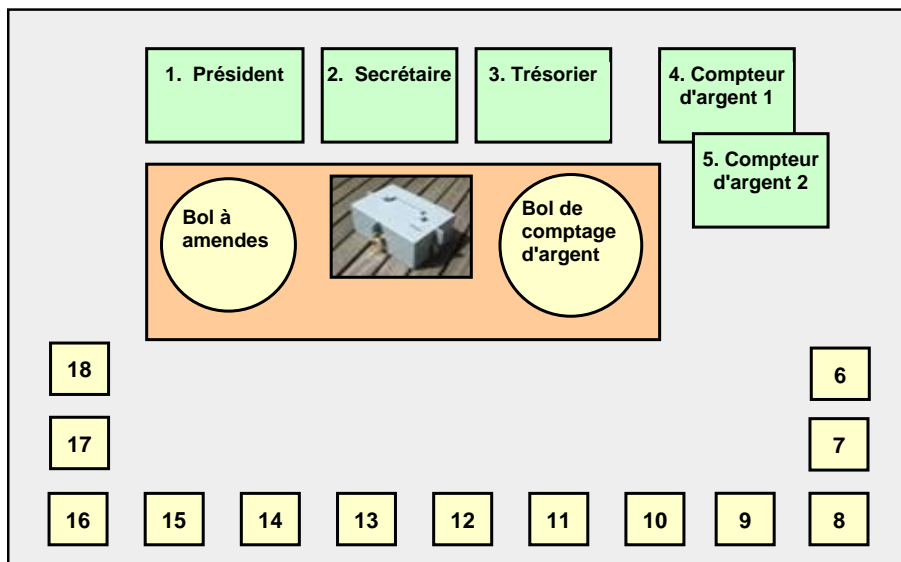 1. Président
2. Secrétaire
3. Trésorier
4. Compteur
d'argent 1
5. Compteur
d'argent 2
Bol à
amendes
Bol de
comptage
d'argent
18
6
17
7
16
15
14
13
12
11
10
9
8